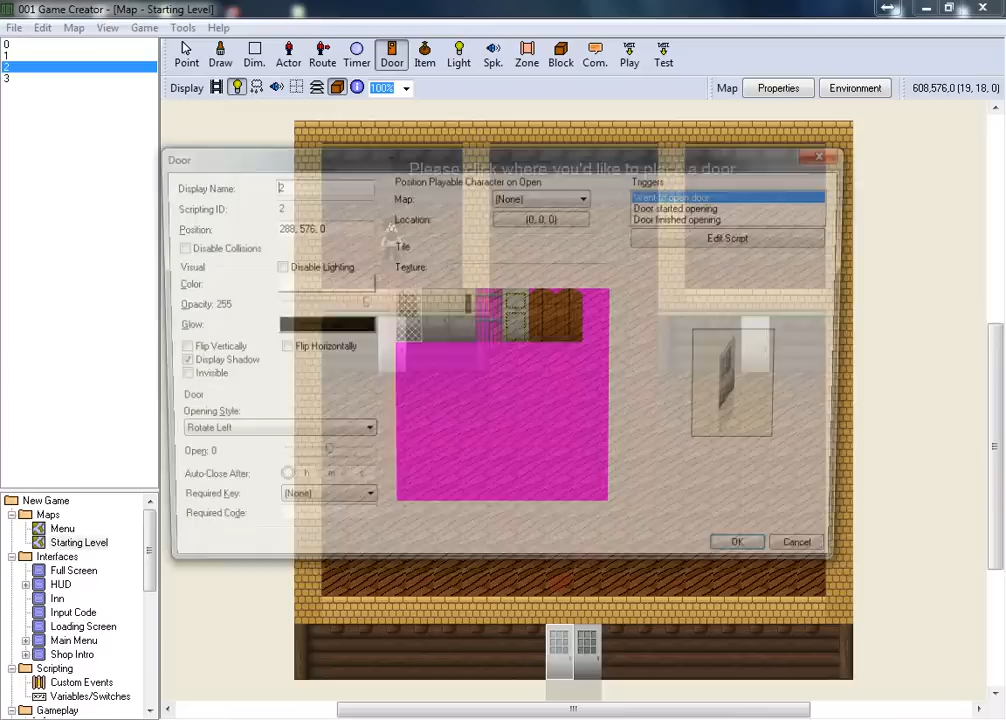 001 Game Creator - [Map - Starting Level]
File Edit Map View Game Tools Help
0
1
2
3
Point Draw Dim. Actor Route Timer Door Item Light Spk. Zone Block Com. Play Test
Display 100% Map Properties Environment 608,576,0 (19, 18, 0)
Please click where you'd like to place a door
Door
Display Name: 2
Scripting ID: 2
Position: 288, 576, 0
Disable Collisions
Visual
Disable Lighting
Color:
Opacity: 255
Glow:
Flip Vertically
Flip Horizontally
Display Shadow
Invisible
Door
Opening Style:
Rotate Left
Open: 0
Auto-Close After: h m s
Required Key: (None)
Required Code:
Position Playable Character on Open
Map: (None)
Location: (0, 0, 0)
Tile
Texture:
Triggers
Went to open door
Door started opening
Door finished opening
Edit Script
OK Cancel
New Game
Maps
Menu
Starting Level
Interfaces
Full Screen
HUD
Inn
Input Code
Loading Screen
Main Menu
Shop Intro
Scripting
Custom Events
Variables/Switches
Gameplay